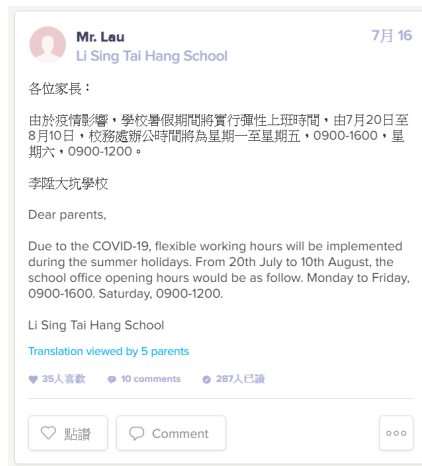 Mr. Lau
7月 16
Li Sing Tai Hang School
各位家長：
由於疫情影響，學校暑假期間將實行彈性上班時間，由7月20日至
8月10日，校務處辦公時間將為星期一至星期五，0900-1600，星
期六，0900-1200。
李陞大坑學校
Dear parents,
Due to the COVID-19, flexible working hours will be implemented
during the summer holidays. From 20th July to 10th August, the
school office opening hours would be as follow. Monday to Friday,
0900-1600. Saturday, 0900-1200.
Li Sing Tai Hang School
Translation viewed by 5 parents
35人喜歡 10 comments 287人已讀
點讚 Comment